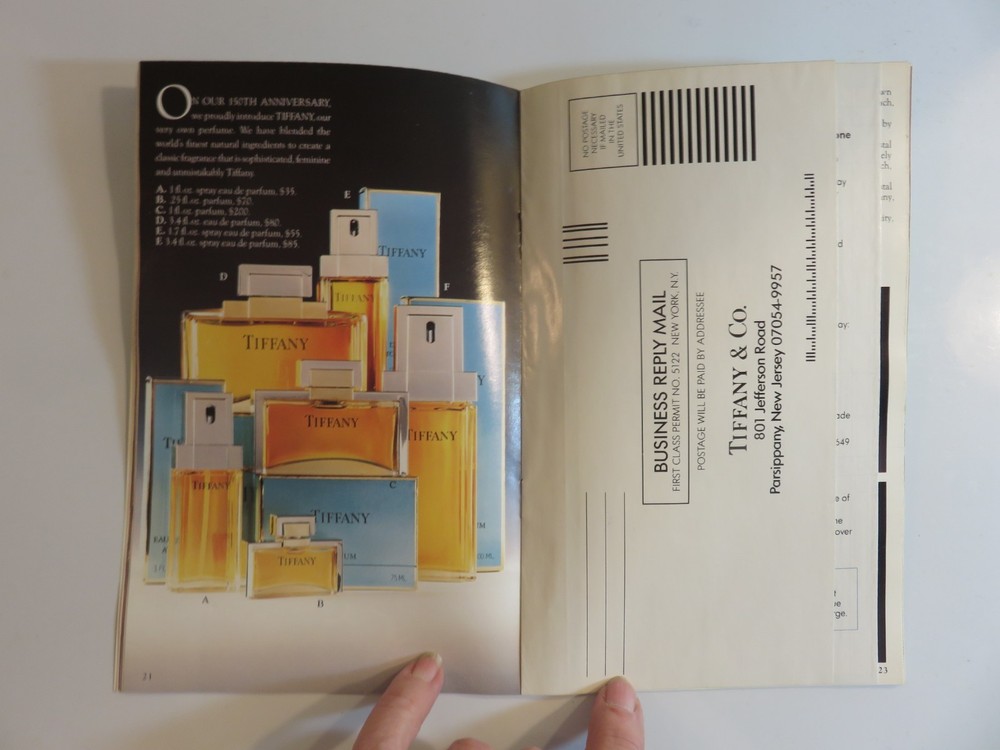 ON OUR 150TH ANNIVERSARY,
we proudly introduce TIFFANY, our
very own perfume. We have blended the
world's finest natural ingredients to create a
classic fragrance that is sophisticated, feminine
and unmistakably Tiffany.
A. 1 fl. oz. spray eau de parfum, $35.
B. .25 fl. oz. parfum, $70.
C. 1 fl. oz. parfum, $200.
D. 3.4 fl. oz. eau de parfum, $80.
E. 1.7 fl. oz. spray eau de parfum, $55.
F. 3.4 fl. oz. spray eau de parfum, $85.
E
TIFFANY
D
F
TIFFANY
TIFFANY
TIFFANY
TIFFANY
TIFFANY
C
TIFFANY
TIFFANY
75 ML
A
B
21
NO POSTAGE
NECESSARY
IF MAILED
IN THE
UNITED STATES
BUSINESS REPLY MAIL
FIRST CLASS PERMIT NO. 5122 NEW YORK, N.Y.
POSTAGE WILL BE PAID BY ADDRESSEE
TIFFANY & CO.
801 Jefferson Road
Parsippany, New Jersey 07054-9957
23